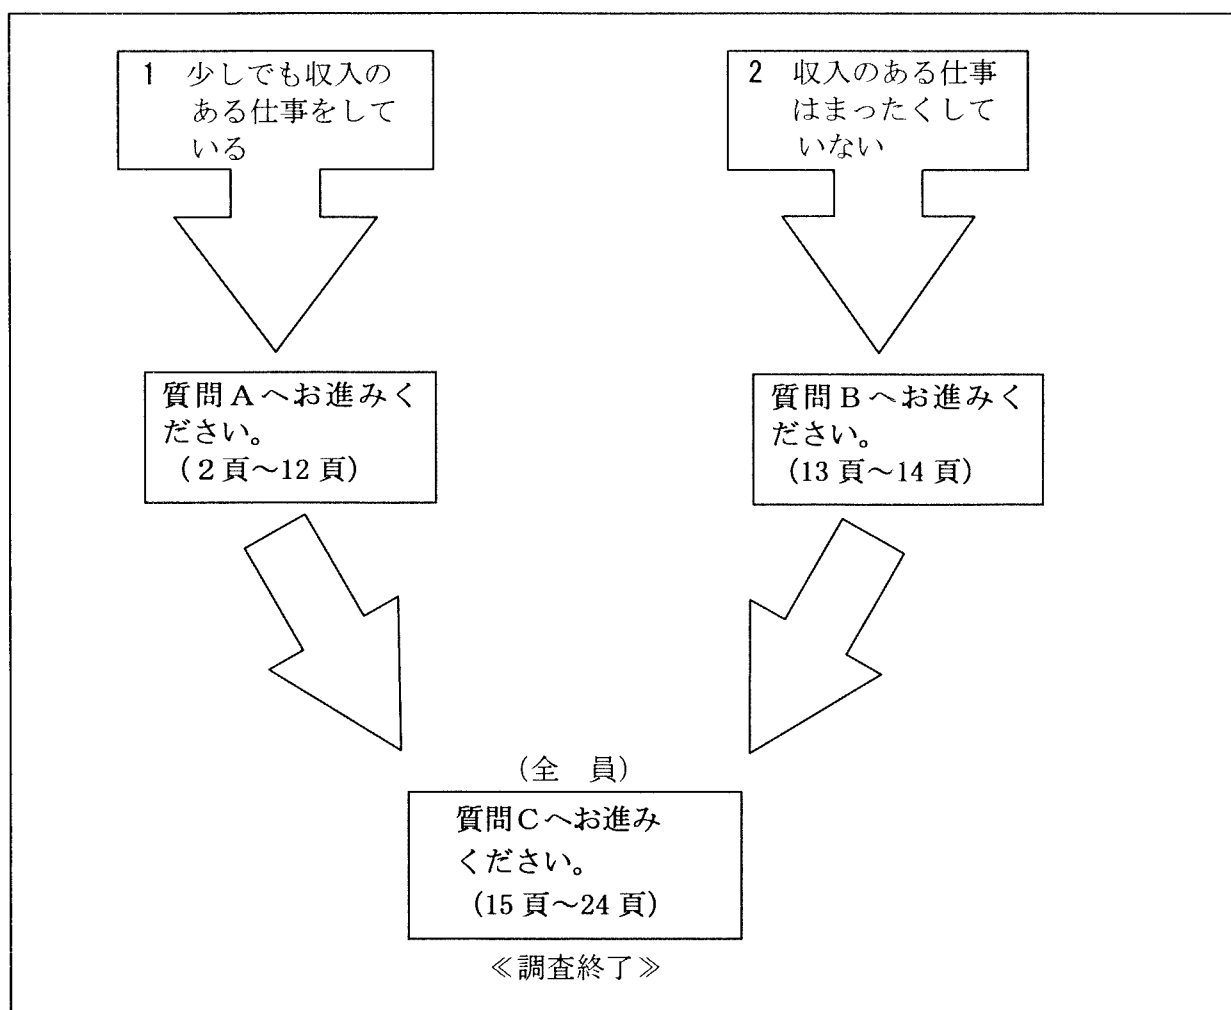 1 少しでも収入の
ある仕事をして
いる
2 収入のある仕事
はまったくして
いない
質問Aへお進みく
ださい。
(2頁~12頁)
質問Bへお進みく
ださい。
(13頁~14頁)
(全 員)
質問Cへお進み
ください。
(15頁~24頁)
≪調査終了≫